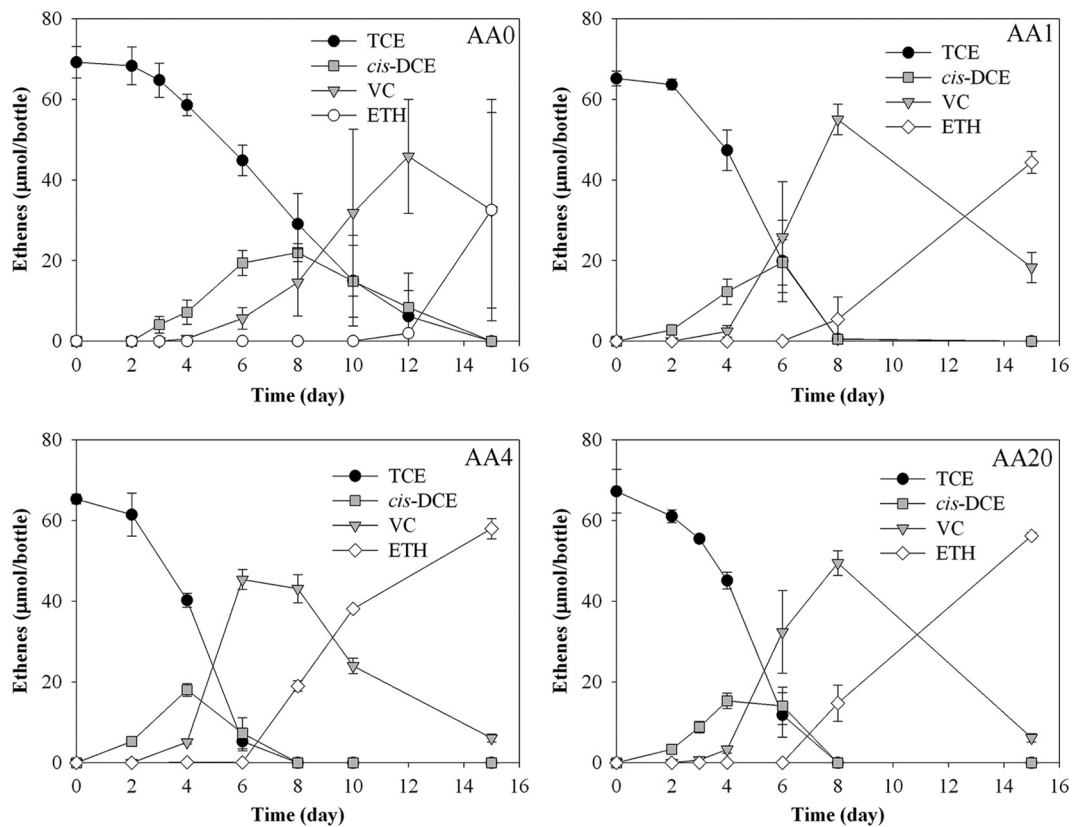 AA0
TCE
cis-DCE
VC
ETH
80
60
40
20
0
Ethenes (µmol/bottle)
0 2 4 6 8 10 12 14 16
Time (day)
AA1
TCE
cis-DCE
VC
ETH
80
60
40
20
0
Ethenes (µmol/bottle)
0 2 4 6 8 10 12 14 16
Time (day)
AA4
TCE
cis-DCE
VC
ETH
80
60
40
20
0
Ethenes (µmol/bottle)
0 2 4 6 8 10 12 14 16
Time (day)
AA20
TCE
cis-DCE
VC
ETH
80
60
40
20
0
Ethenes (µmol/bottle)
0 2 4 6 8 10 12 14 16
Time (day)